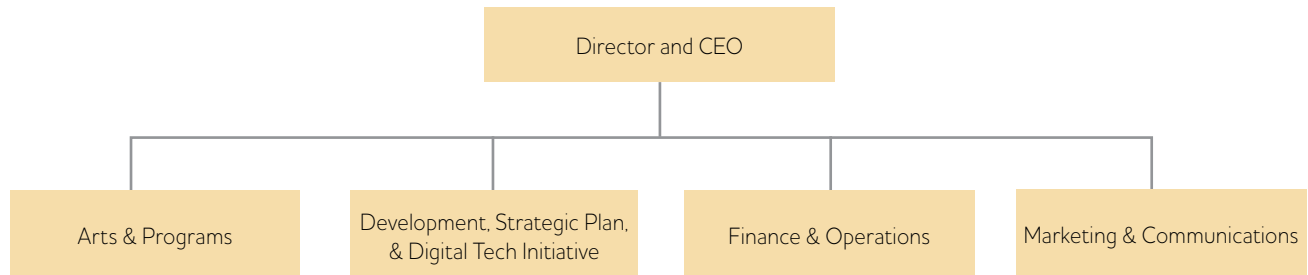 Director and CEO
Arts & Programs
Development, Strategic Plan,
& Digital Tech Initiative
Finance & Operations
Marketing & Communications